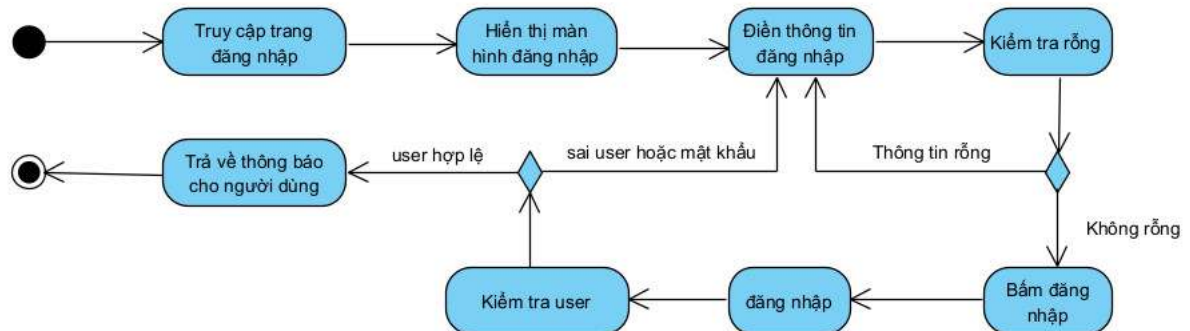 Truy cập trang
đăng nhập
Hiển thị màn
hình đăng nhập
Điền thông tin
đăng nhập
Kiểm tra rỗng
Trả về thông báo
cho người dùng
user hợp lệ
sai user hoặc mật khẩu
Thông tin rỗng
Không rỗng
Kiểm tra user
đăng nhập
Bấm đăng
nhập